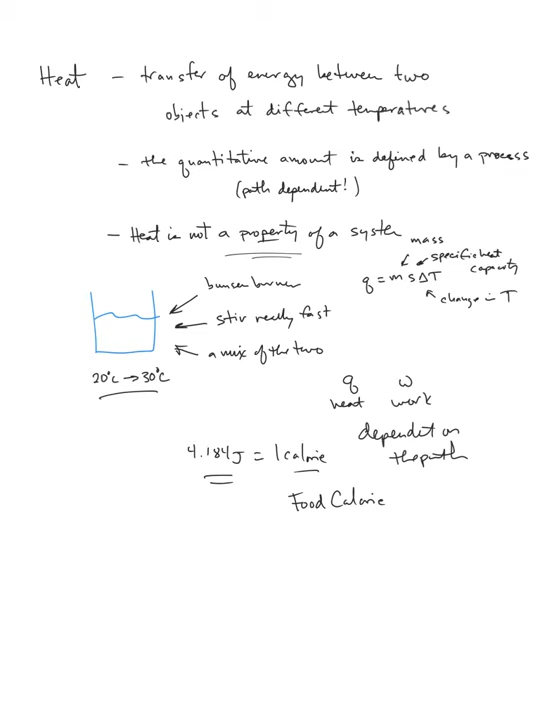 Heat - transfer of energy between two
objects at different temperatures
- the quantitative amount is defined by a process
(path dependent!)
- Heat is not a property of a system
mass
specific heat
capacity
q = m s ΔT
change in T
bunsen burner
stir really fast
a mix of the two
20°C → 30°C
q w
heat work
dependent on
the path
4.184 J = 1 calorie
Food Calorie